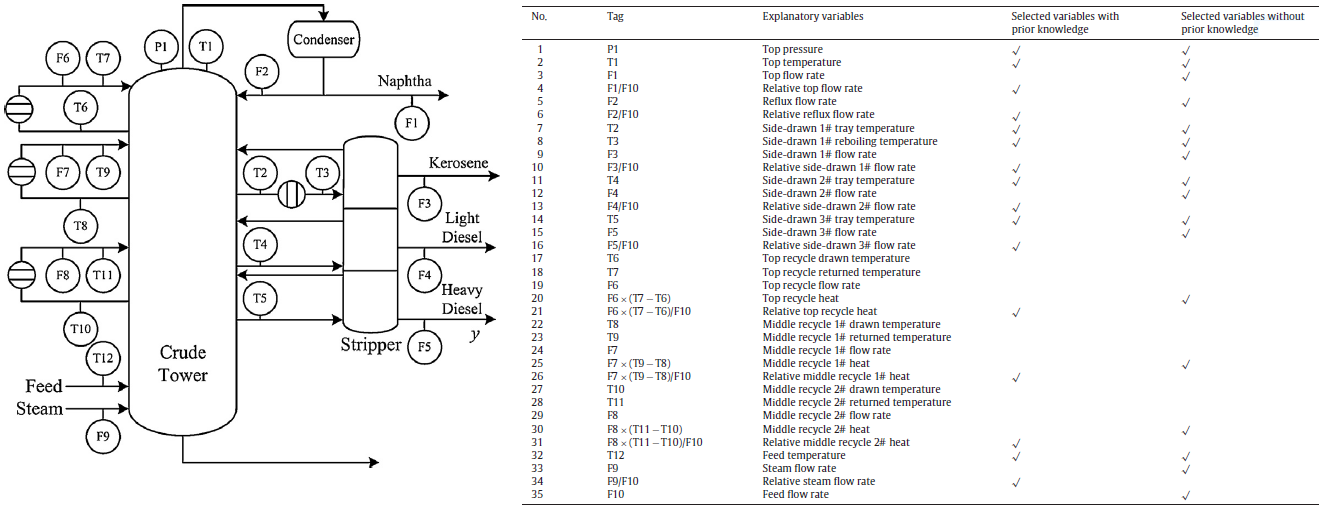 P1
T1
Condenser
F6
T7
F2
T6
Naphtha
F1
F7
T9
T2
T3
Kerosene
F3
T8
Light
Diesel
T4
F8
T11
F4
Heavy
Diesel
T5
T10
Stripper
F5
y
T12
Crude
Tower
Feed
Steam
F9
No. Tag Explanatory variables Selected variables with prior knowledge Selected variables without prior knowledge
1 P1 Top pressure √ √
2 T1 Top temperature √ √
3 F1 Top flow rate √
4 F1/F10 Relative top flow rate √
5 F2 Reflux flow rate √
6 F2/F10 Relative reflux flow rate √
7 T2 Side-drawn 1# tray temperature √ √
8 T3 Side-drawn 1# reboiling temperature √ √
9 F3 Side-drawn 1# flow rate √
10 F3/F10 Relative side-drawn 1# flow rate √
11 T4 Side-drawn 2# tray temperature √ √
12 F4 Side-drawn 2# flow rate √
13 F4/F10 Relative side-drawn 2# flow rate √
14 T5 Side-drawn 3# tray temperature √ √
15 F5 Side-drawn 3# flow rate √
16 F5/F10 Relative side-drawn 3# flow rate √
17 T6 Top recycle drawn temperature
18 T7 Top recycle returned temperature
19 F6 Top recycle flow rate
20 F6 × (T7 − T6) Top recycle heat √
21 F6 × (T7 − T6)/F10 Relative top recycle heat √
22 T8 Middle recycle 1# drawn temperature
23 T9 Middle recycle 1# returned temperature
24 F7 Middle recycle 1# flow rate
25 F7 × (T9 − T8) Middle recycle 1# heat √
26 F7 × (T9 − T8)/F10 Relative middle recycle 1# heat √
27 T10 Middle recycle 2# drawn temperature
28 T11 Middle recycle 2# returned temperature
29 F8 Middle recycle 2# flow rate
30 F8 × (T11 − T10) Middle recycle 2# heat √
31 F8 × (T11 − T10)/F10 Relative middle recycle 2# heat √
32 T12 Feed temperature √ √
33 F9 Steam flow rate √
34 F9/F10 Relative steam flow rate √
35 F10 Feed flow rate √